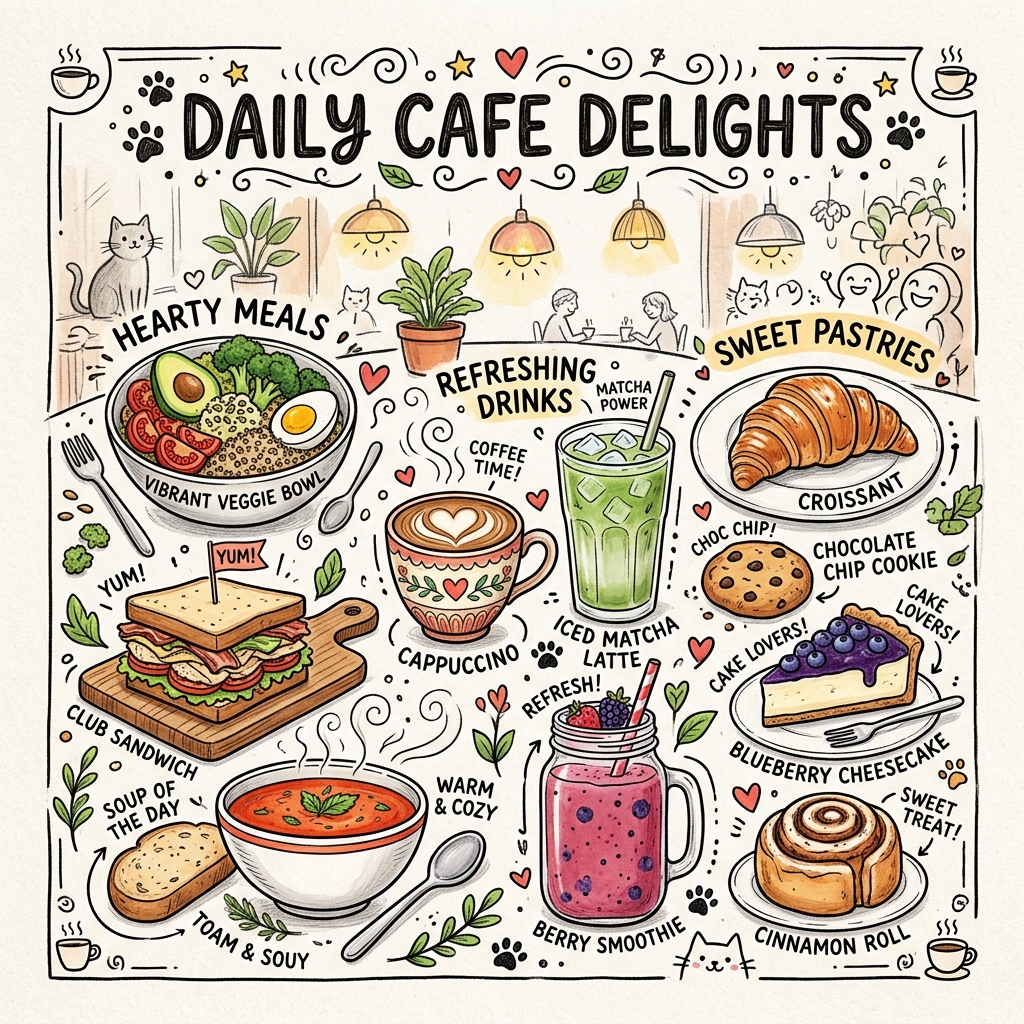 DAILY CAFE DELIGHTS
HEARTY MEALS
VIBRANT VEGGIE BOWL
YUM!
YUM!
CLUB SANDWICH
SOUP OF
THE DAY
WARM
& COZY
TOAM & SOUY
REFRESHING
DRINKS
MATCHA
POWER
COFFEE
TIME!
CAPPUCCINO
ICED MATCHA
LATTE
REFRESH!
BERRY SMOOTHIE
SWEET PASTRIES
CROISSANT
CHOC CHIP!
CHOCOLATE
CHIP COOKIE
CAKE LOVERS!
CAKE
LOVERS!
BLUEBERRY CHEESECAKE
SWEET
TREAT!
CINNAMON ROLL